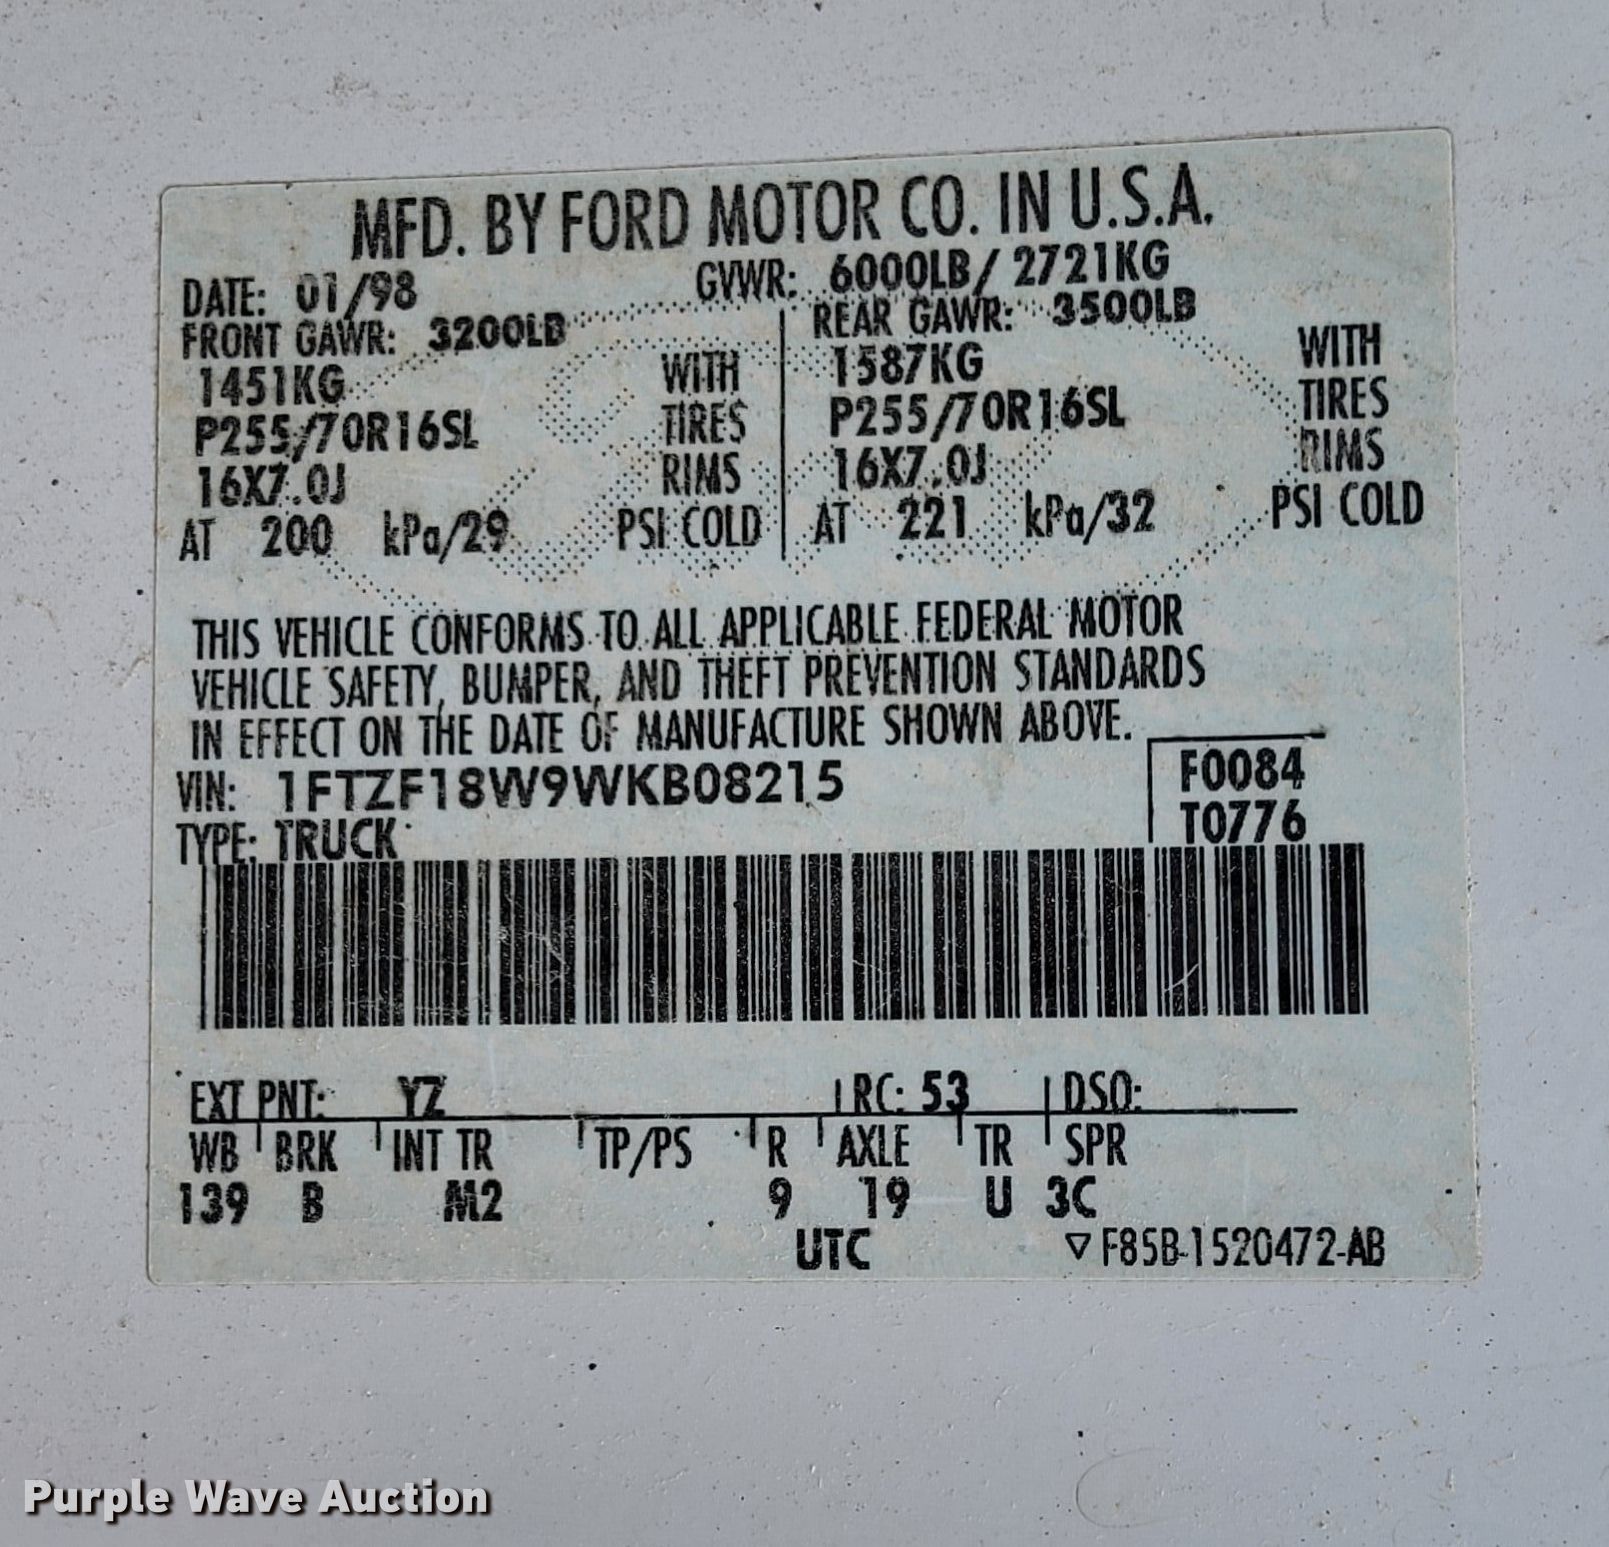 MFD. BY FORD MOTOR CO. IN U.S.A.
DATE: 01/98 GVWR: 6000LB/ 2721KG
FRONT GAWR: 3200LB REAR GAWR: 3500LB
1451KG WITH 1587KG WITH
P255/70R16SL TIRES P255/70R16SL TIRES
16X7.0J RIMS 16X7.0J RIMS
AT 200 kPa/29 PSI COLD AT 221 kPa/32 PSI COLD
THIS VEHICLE CONFORMS TO ALL APPLICABLE FEDERAL MOTOR
VEHICLE SAFETY, BUMPER, AND THEFT PREVENTION STANDARDS
IN EFFECT ON THE DATE OF MANUFACTURE SHOWN ABOVE.
VIN: 1FTZF18W9WKB08215 F0084
TYPE: TRUCK T0776
EXT PNT: YZ RC: 53 DSO:
WB BRK INT TR TP/PS R AXLE TR SPR
139 B M2 9 19 U 3C
UTC ▽ F85B-1520472-AB
Purple Wave Auction